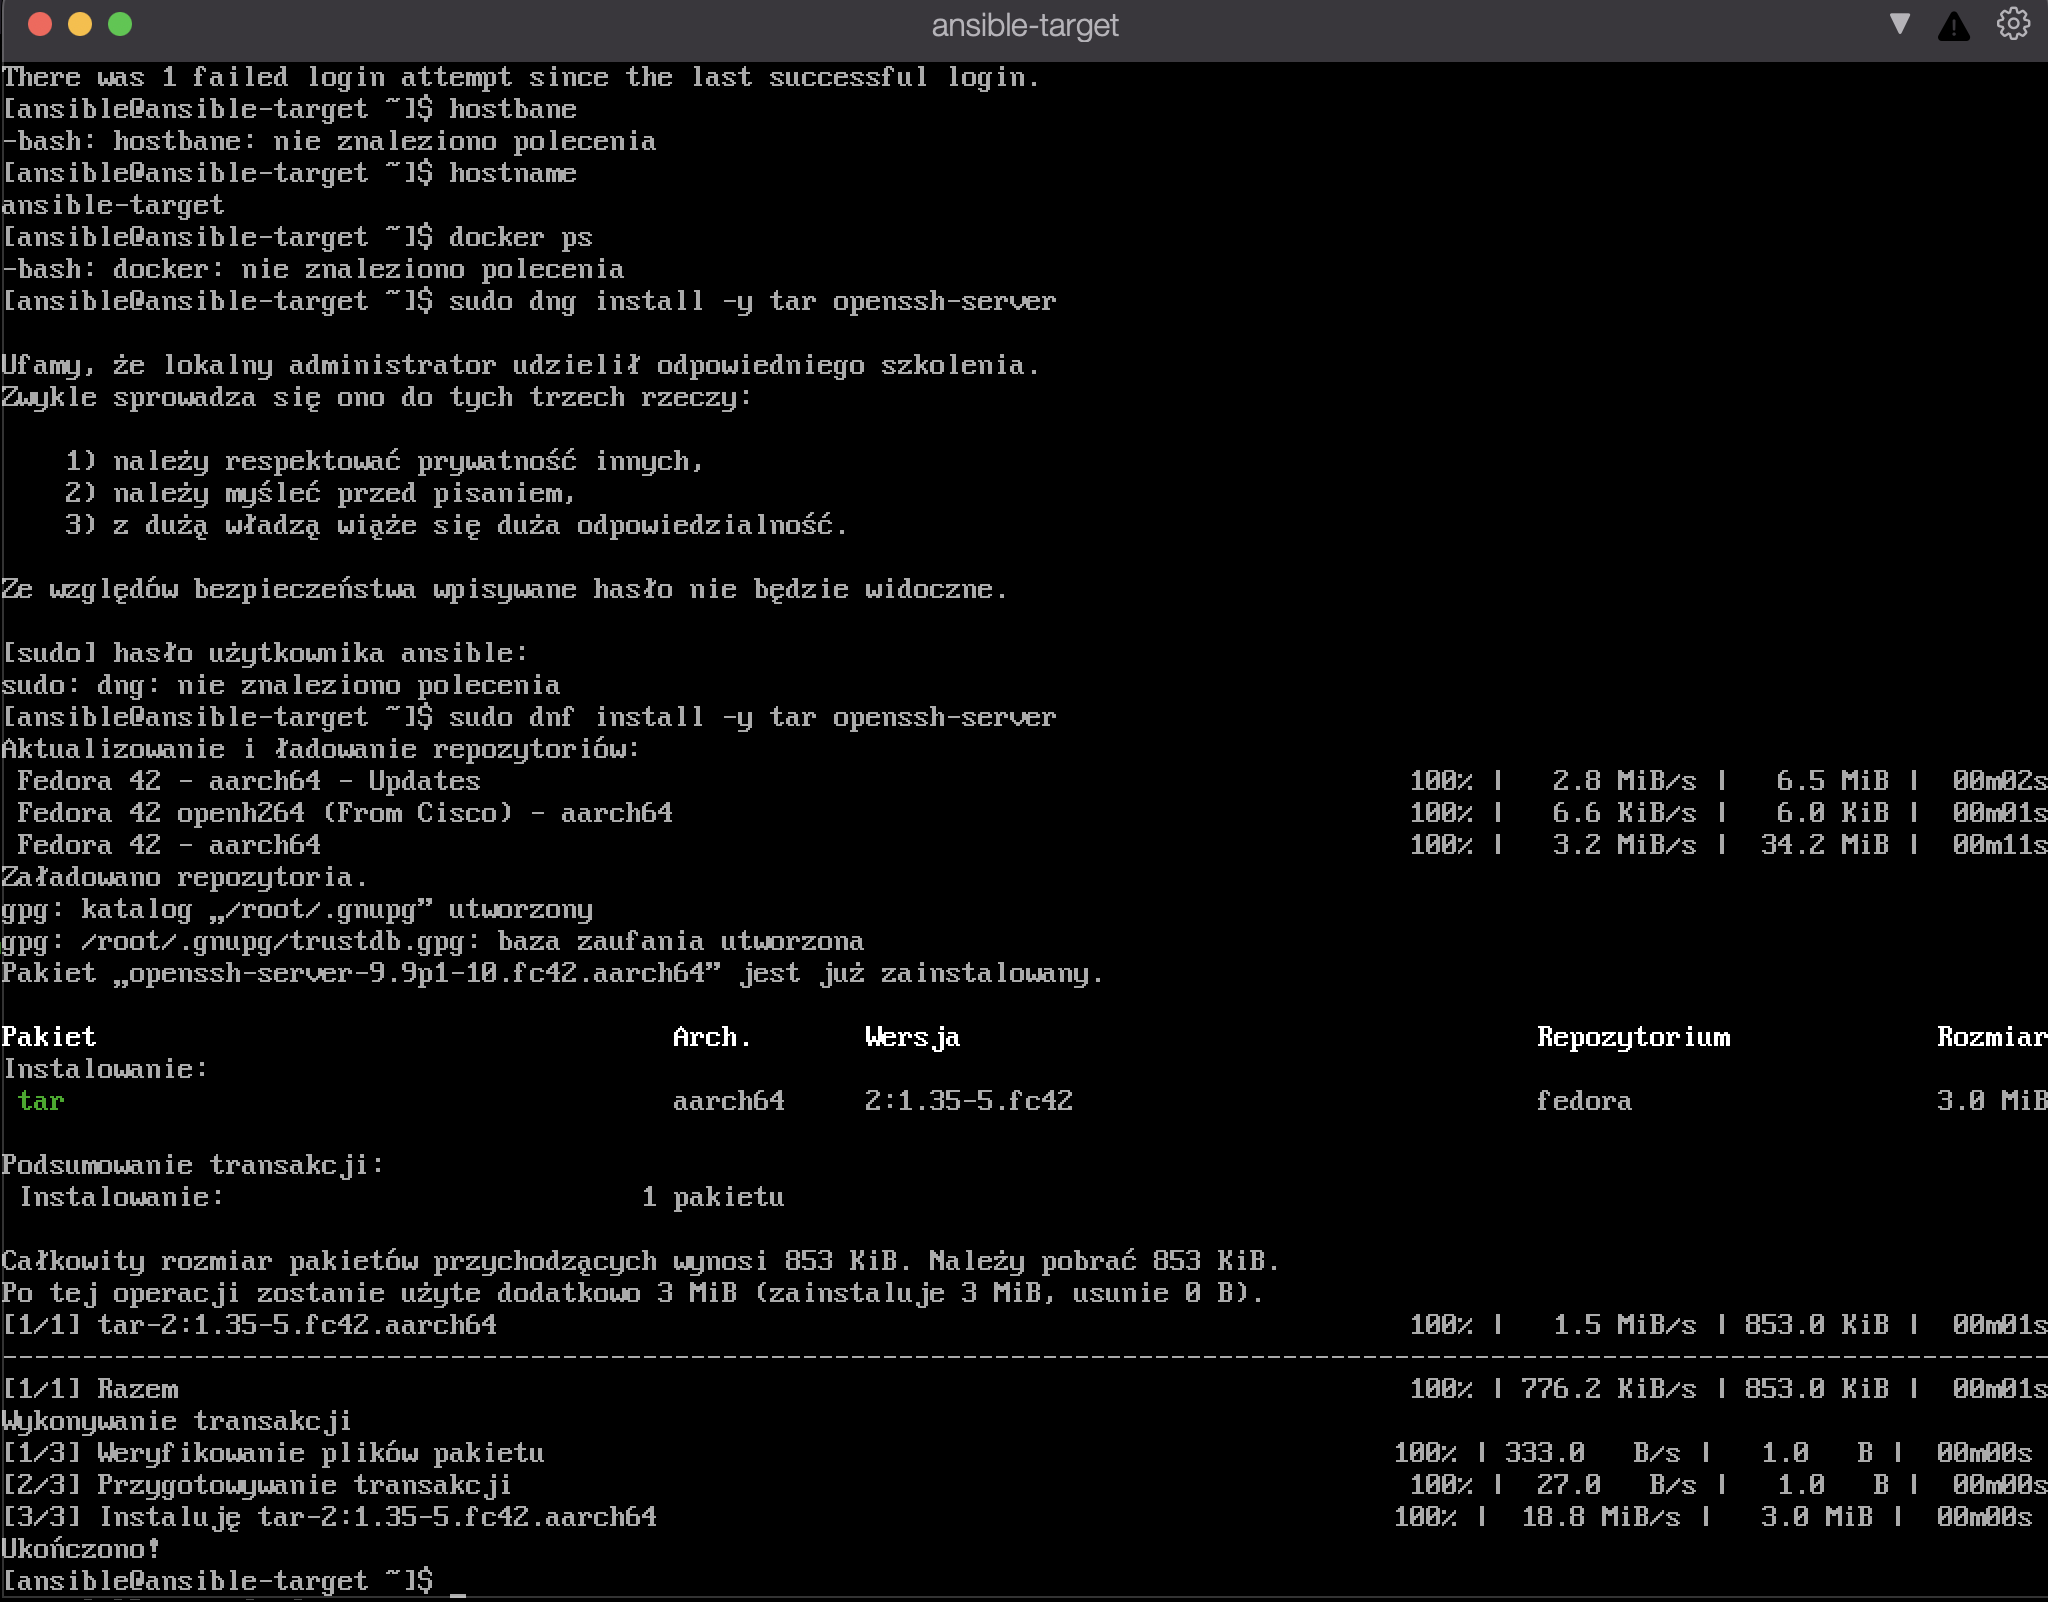 ansible-target
There was 1 failed login attempt since the last successful login.
[ansible@ansible-target ~]$ hostbane
-bash: hostbane: nie znaleziono polecenia
[ansible@ansible-target ~]$ hostname
ansible-target
[ansible@ansible-target ~]$ docker ps
-bash: docker: nie znaleziono polecenia
[ansible@ansible-target ~]$ sudo dng install -y tar openssh-server
Ufamy, że lokalny administrator udzielił odpowiedniego szkolenia.
Zwykle sprowadza się ono do tych trzech rzeczy:
1) należy respektować prywatność innych,
2) należy myśleć przed pisaniem,
3) z dużą władzą wiąże się duża odpowiedzialność.
Ze względów bezpieczeństwa wpisywane hasło nie będzie widoczne.
[sudo] hasło użytkownika ansible:
sudo: dng: nie znaleziono polecenia
[ansible@ansible-target ~]$ sudo dnf install -y tar openssh-server
Aktualizowanie i ładowanie repozytoriów:
Fedora 42 - aarch64 - Updates 100% | 2.8 MiB/s | 6.5 MiB | 00m02s
Fedora 42 openh264 (From Cisco) - aarch64 100% | 6.6 KiB/s | 6.0 KiB | 00m01s
Fedora 42 - aarch64 100% | 3.2 MiB/s | 34.2 MiB | 00m11s
Załadowano repozytoria.
gpg: katalog „/root/.gnupg” utworzony
gpg: /root/.gnupg/trustdb.gpg: baza zaufania utworzona
Pakiet „openssh-server-9.9p1-10.fc42.aarch64” jest już zainstalowany.
Pakiet Arch. Wersja Repozytorium Rozmiar
Instalowanie:
tar aarch64 2:1.35-5.fc42 fedora 3.0 MiB
Podsumowanie transakcji:
Instalowanie: 1 pakietu
Całkowity rozmiar pakietów przychodzących wynosi 853 KiB. Należy pobrać 853 KiB.
Po tej operacji zostanie użyte dodatkowo 3 MiB (zainstaluje 3 MiB, usunie 0 B).
[1/1] tar-2:1.35-5.fc42.aarch64 100% | 1.5 MiB/s | 853.0 KiB | 00m01s
--------------------------------------------------------------------------------------------------------------------------------
[1/1] Razem 100% | 776.2 KiB/s | 853.0 KiB | 00m01s
Wykonywanie transakcji
[1/3] Weryfikowanie plików pakietu 100% | 333.0 B/s | 1.0 B | 00m00s
[2/3] Przygotowywanie transakcji 100% | 27.0 B/s | 1.0 B | 00m00s
[3/3] Instaluję tar-2:1.35-5.fc42.aarch64 100% | 18.8 MiB/s | 3.0 MiB | 00m00s
Ukończono!
[ansible@ansible-target ~]$ _